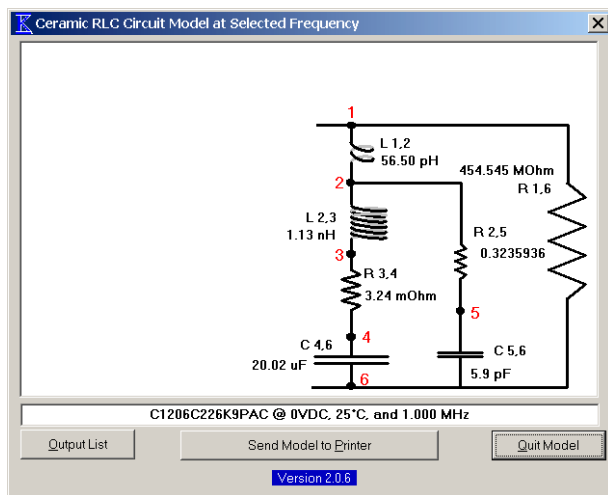 Ceramic RLC Circuit Model at Selected Frequency
1
L 1,2
56.50 pH
454.545 MOhm
R 1,6
2
L 2,3
1.13 nH
R 2,5
0.3235936
3
R 3,4
3.24 mOhm
5
4
C 4,6
20.02 uF
C 5,6
5.9 pF
6
C1206C226K9PAC @ 0VDC, 25°C, and 1.000 MHz
Output List
Send Model to Printer
Quit Model
Version 2.0.6